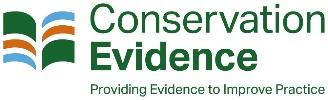 Conservation
Evidence
Providing Evidence to Improve Practice